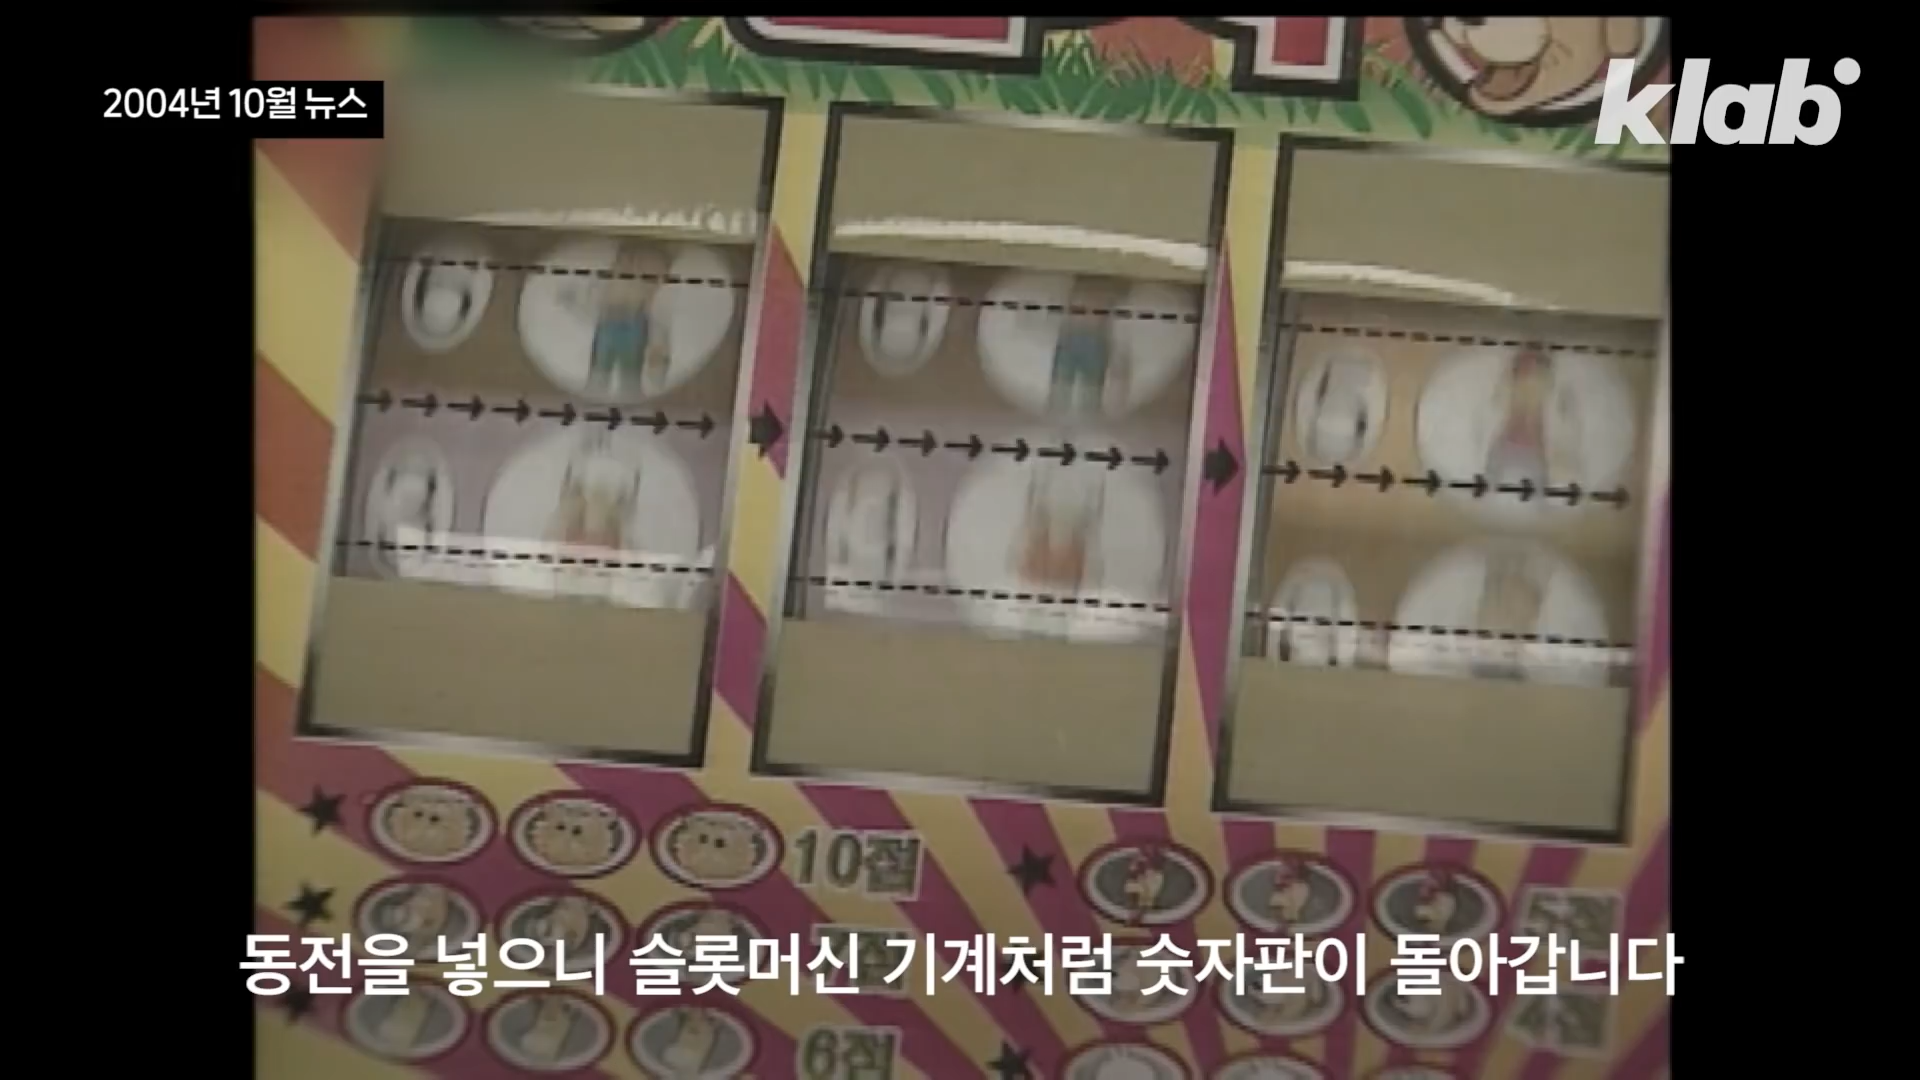 2004년 10월 뉴스
klab
10점
6점
동전을 넣으니 슬롯머신 기계처럼 숫자판이 돌아갑니다